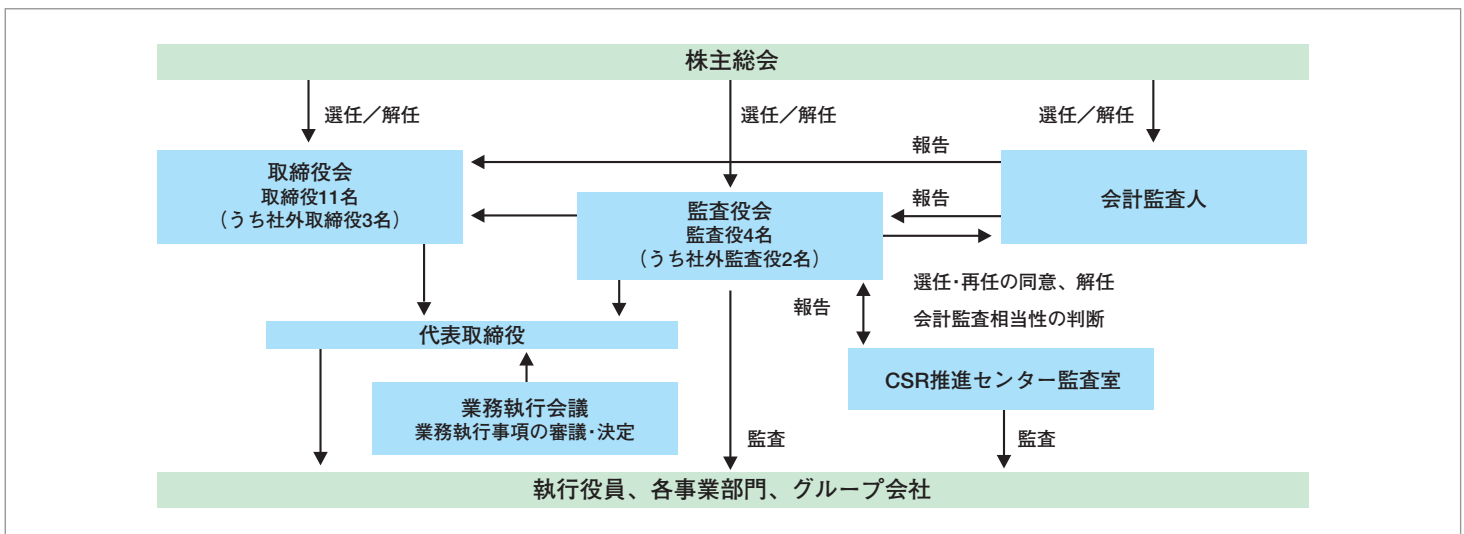 株主総会
選任／解任
選任／解任
選任／解任
報告
取締役会
取締役11名
（うち社外取締役3名）
監査役会
監査役4名
（うち社外監査役2名）
報告
会計監査人
選任・再任の同意、解任
報告
会計監査相当性の判断
代表取締役
CSR推進センター監査室
業務執行会議
業務執行事項の審議・決定
監査
監査
執行役員、各事業部門、グループ会社